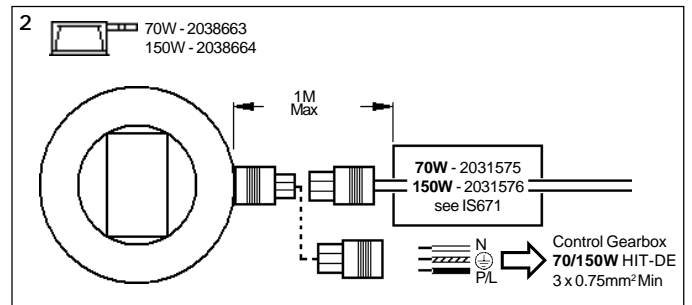 2
70W - 2038663
150W - 2038664
1M
Max
70W - 2031575
150W - 2031576
see IS671
N
P/L
Control Gearbox
70/150W HIT-DE
3 x 0.75mm² Min